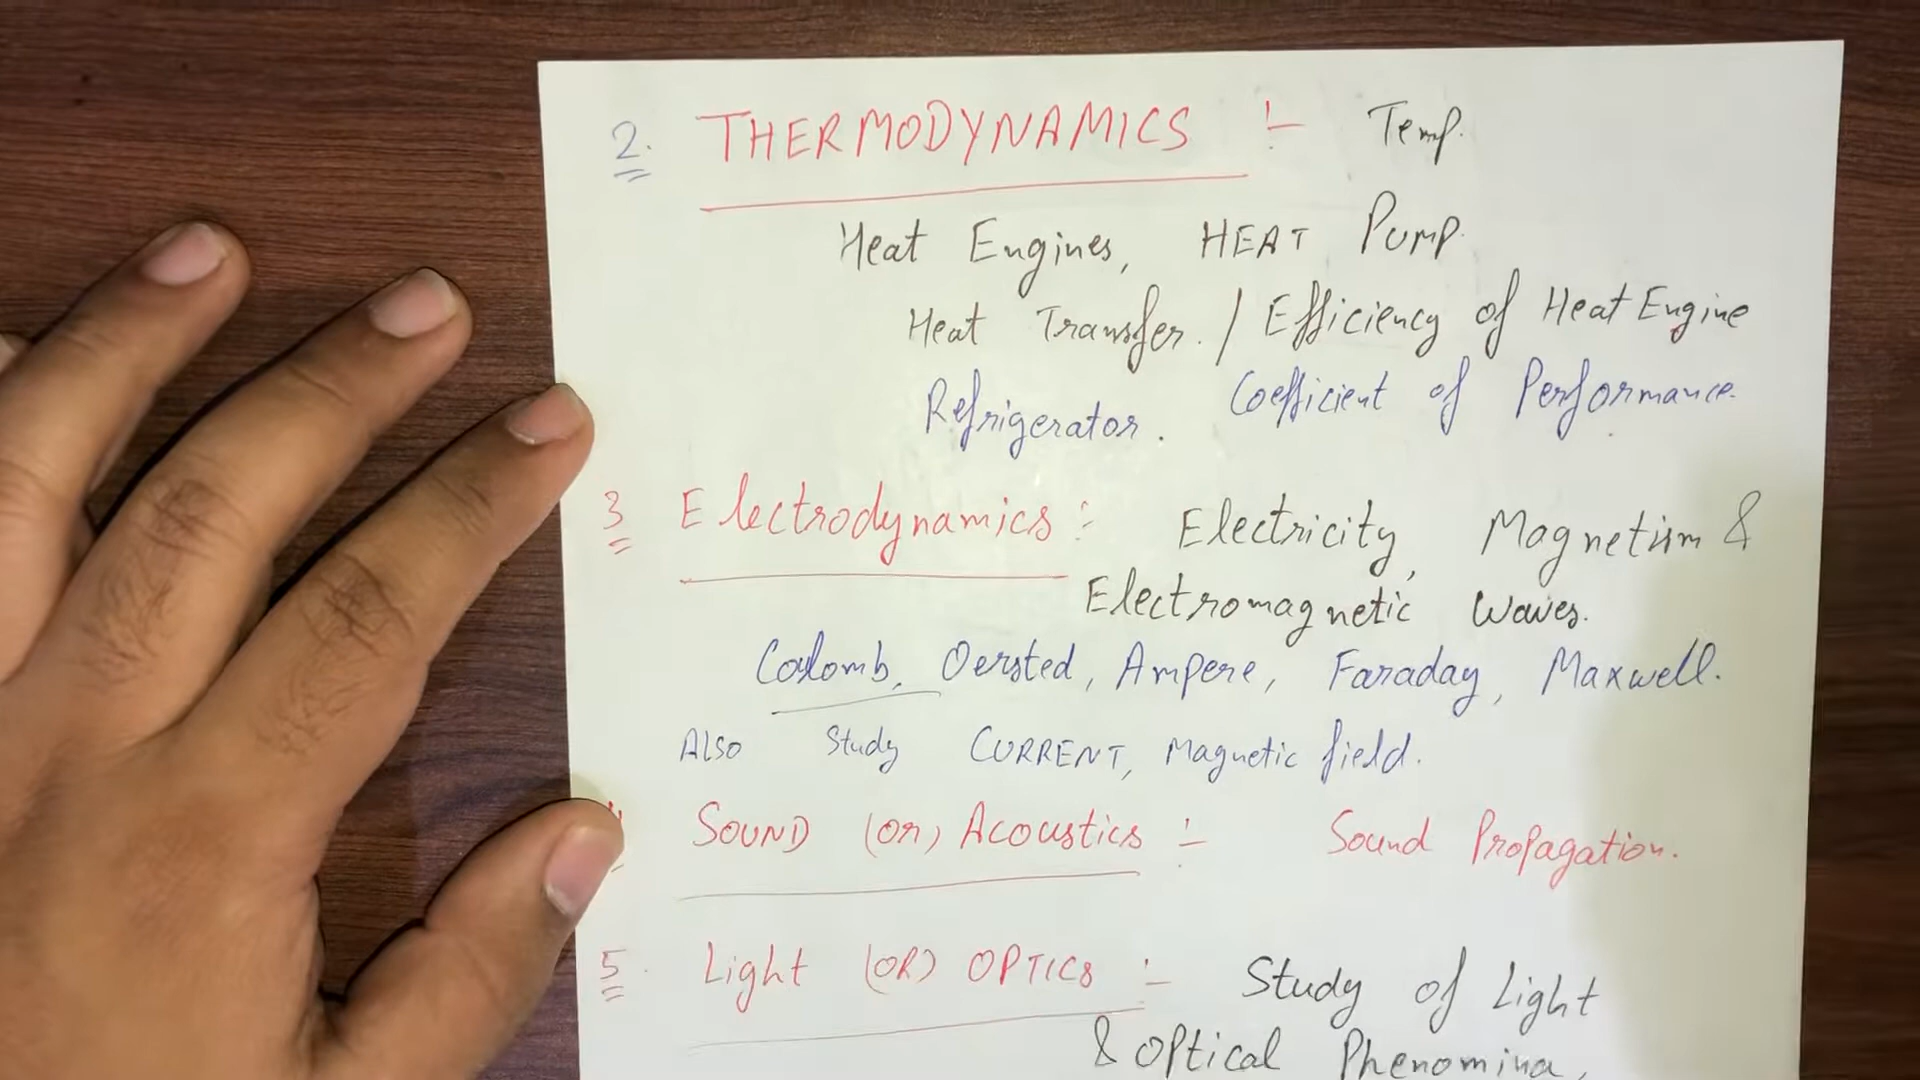 2. THERMODYNAMICS :- Temp.
Heat Engines, HEAT PUMP.
Heat Transfer. / Efficiency of Heat Engine
Refrigerator. Coefficient of Performance.
3 Electrodynamics :- Electricity, Magnetism &
Electromagnetic Waves.
Coulomb, Oersted, Ampere, Faraday, Maxwell.
Also Study CURRENT, Magnetic field.
SOUND (or) Acoustics :- Sound Propagation.
5. Light (OR) OPTICS :- Study of Light
& Optical Phenomina,